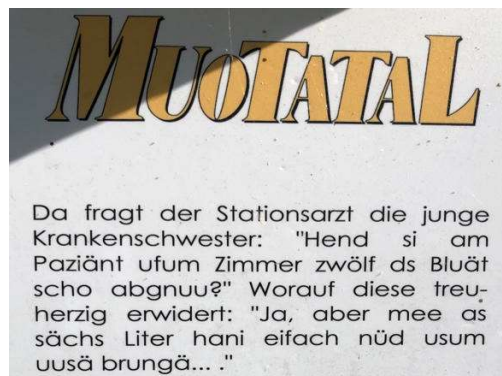 MUOTATAL
Da fragt der Stationsarzt die junge
Krankenschwester: "Hend si am
Paziänt ufum Zimmer zwölf ds Bluät
scho abgnuu?" Worauf diese treu-
herzig erwidert: "Ja, aber mee as
sächs Liter hani eifach nüd usum
uusä brungä... ."